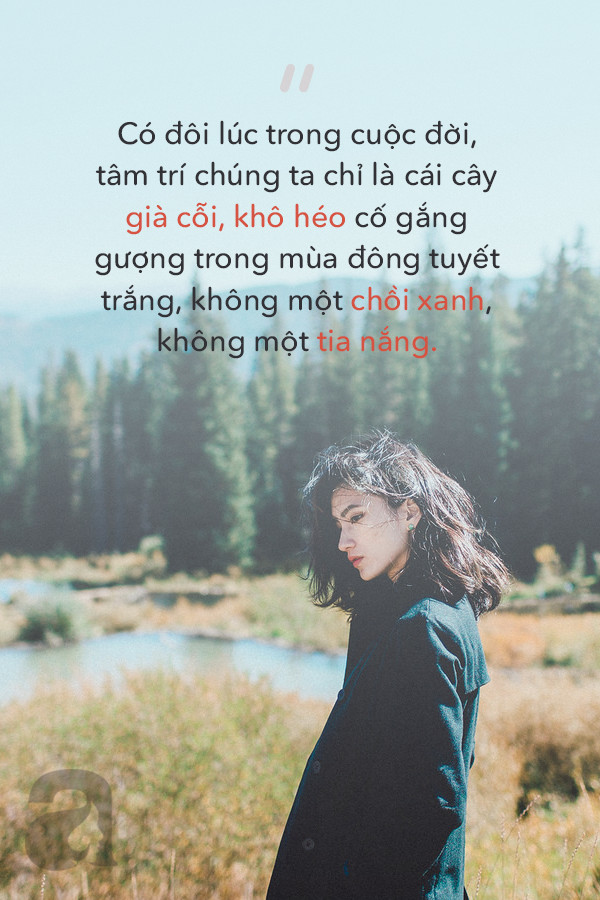 "
Có đôi lúc trong cuộc đời,
tâm trí chúng ta chỉ là cái cây
già cỗi, khô héo cố gắng
gượng trong mùa đông tuyết
trắng, không một chồi xanh,
không một tia nắng.
a